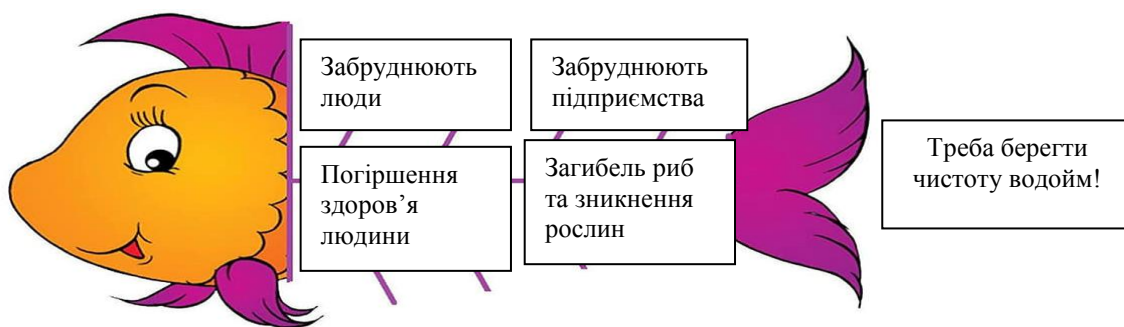 Забруднюють
люди
Забруднюють
підприємства
Погіршення
здоров’я
людини
Загибель риб
та зникнення
рослин
Треба берегти
чистоту водойм!